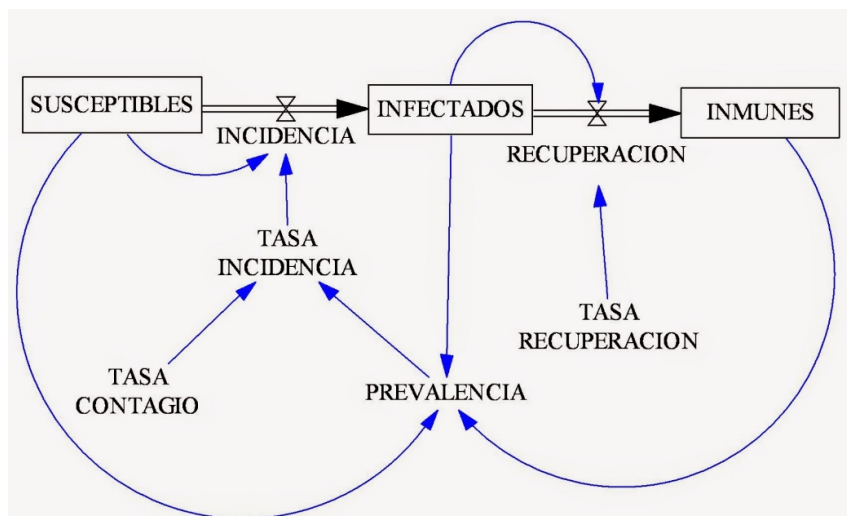 SUSCEPTIBLES
INFECTADOS
INMUNES
INCIDENCIA
RECUPERACION
TASA
INCIDENCIA
TASA
RECUPERACION
TASA
CONTAGIO
PREVALENCIA